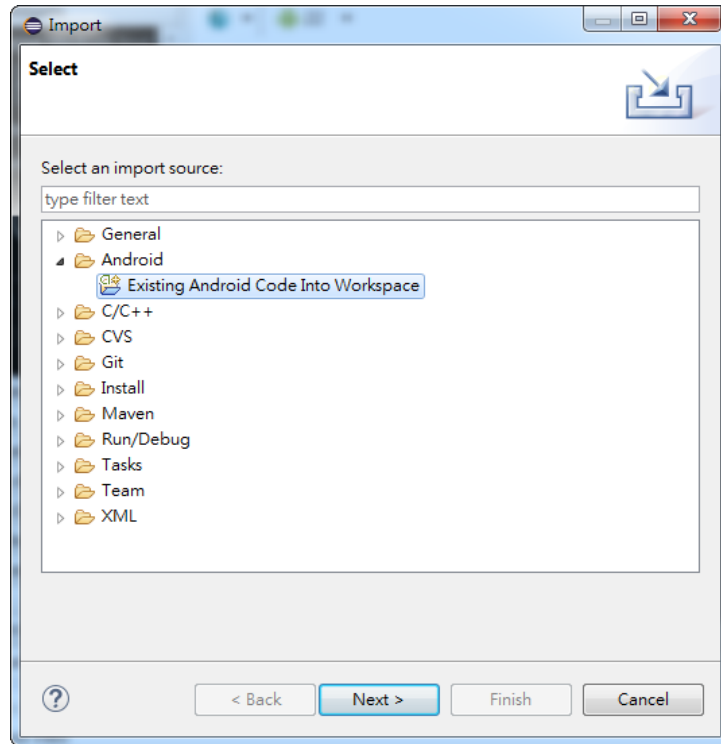 Import
Select
Select an import source:
type filter text
General
Android
Existing Android Code Into Workspace
C/C++
CVS
Git
Install
Maven
Run/Debug
Tasks
Team
XML
? < Back Next > Finish Cancel